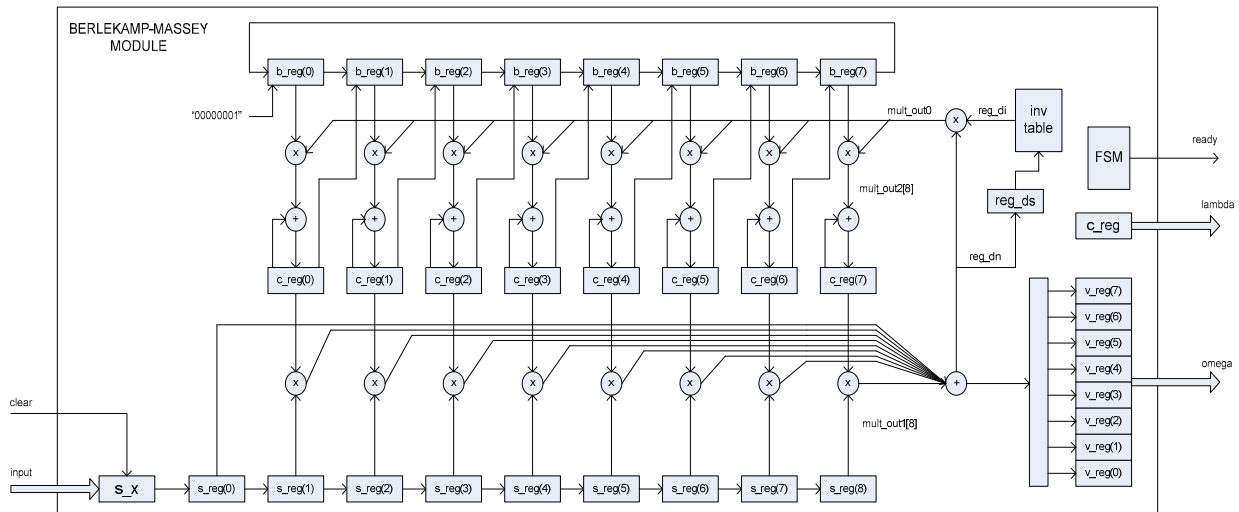 BERLEKAMP-MASSEY
MODULE
b_reg(0) b_reg(1) b_reg(2) b_reg(3) b_reg(4) b_reg(5) b_reg(6) b_reg(7)
"00000001"
mult_out0
x
reg_di
inv
table
FSM
ready
x x x x x x x x
mult_out2[8]
reg_ds
lambda
c_reg
+ + + + + + + +
reg_dn
c_reg(0) c_reg(1) c_reg(2) c_reg(3) c_reg(4) c_reg(5) c_reg(6) c_reg(7)
v_reg(7)
v_reg(6)
v_reg(5)
v_reg(4)
v_reg(3)
v_reg(2)
v_reg(1)
v_reg(0)
omega
x x x x x x x x +
mult_out1[8]
clear
input
s_x
s_reg(0) s_reg(1) s_reg(2) s_reg(3) s_reg(4) s_reg(5) s_reg(6) s_reg(7) s_reg(8)